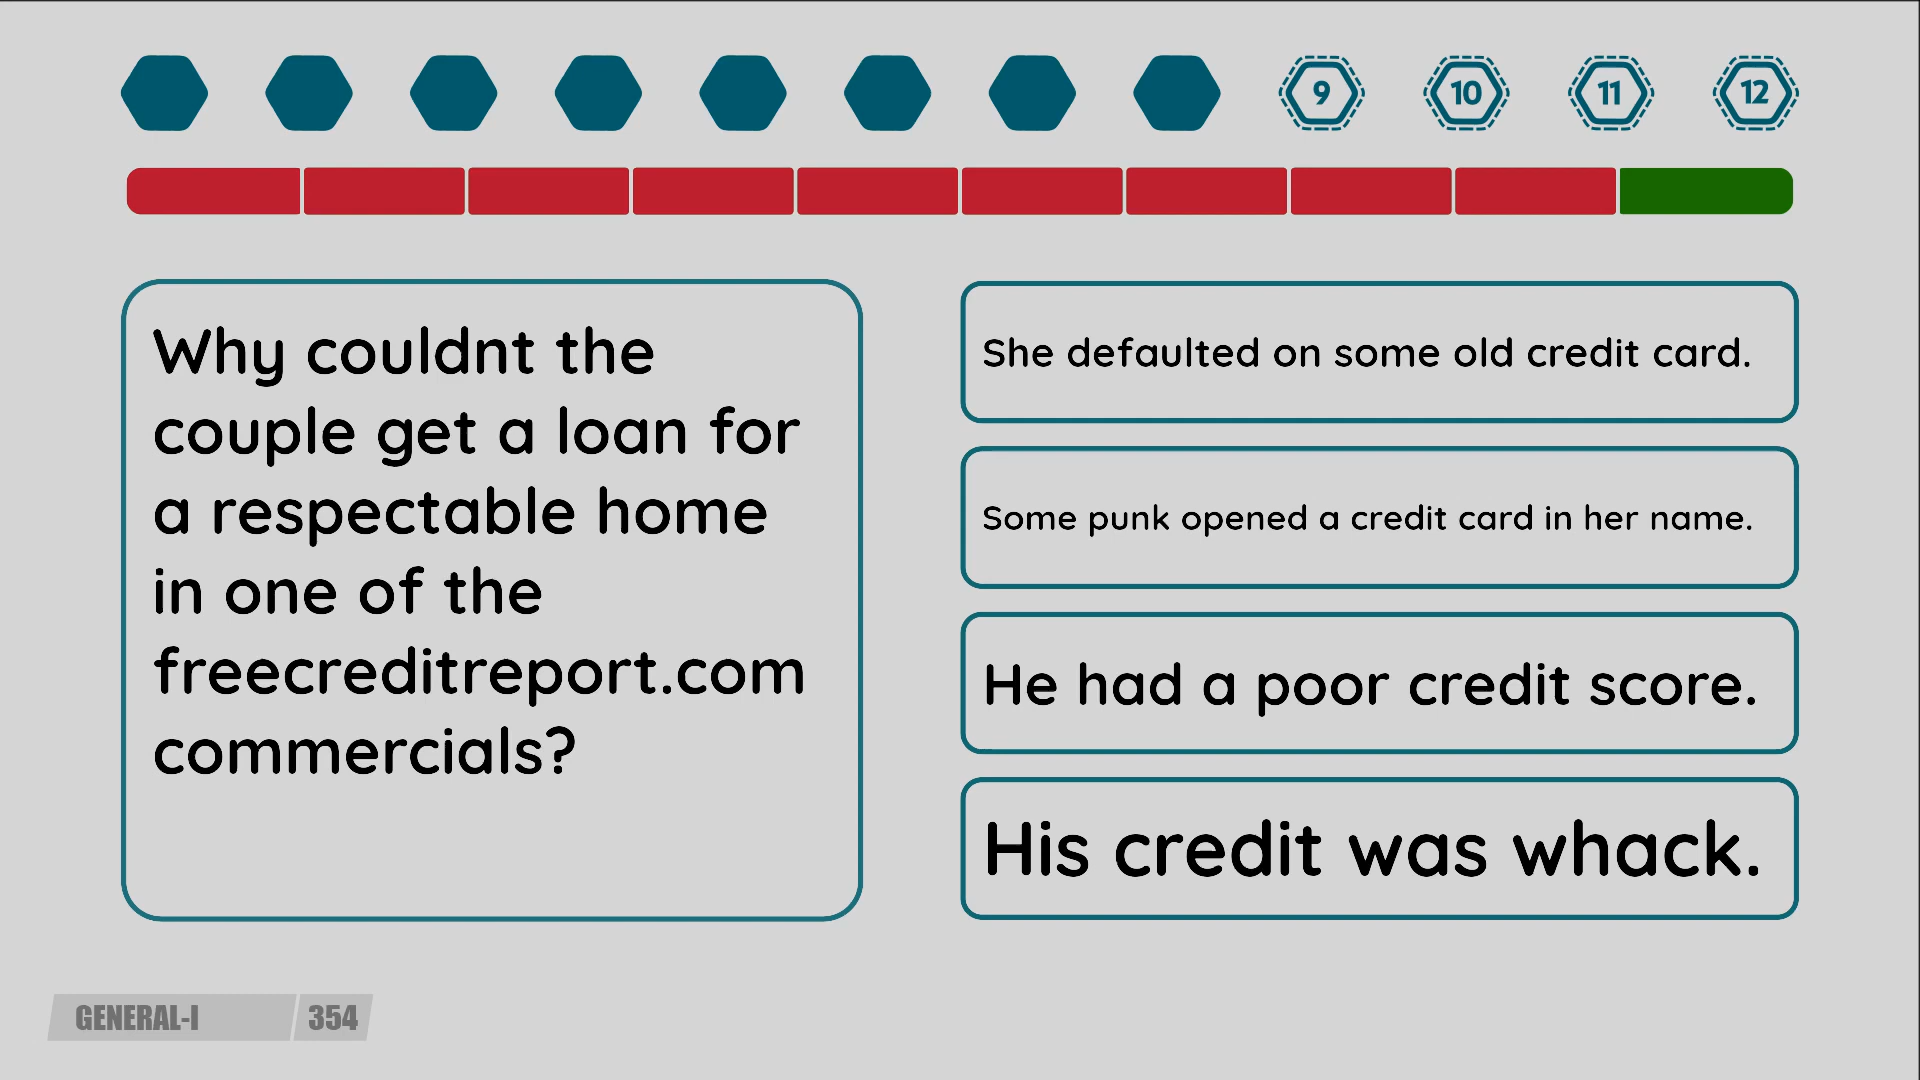 9
10
11
12
Why couldnt the
couple get a loan for
a respectable home
in one of the
freecreditreport.com
commercials?
She defaulted on some old credit card.
Some punk opened a credit card in her name.
He had a poor credit score.
His credit was whack.
GENERAL-I 354